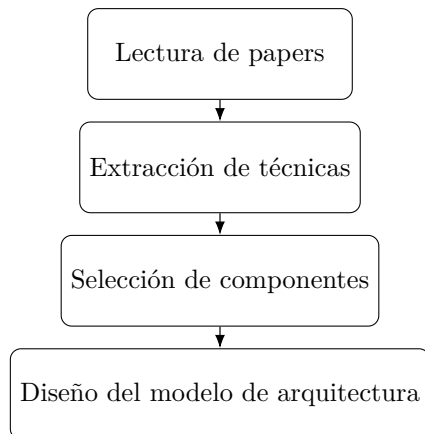 Lectura de papers
Extracción de técnicas
Selección de componentes
Diseño del modelo de arquitectura